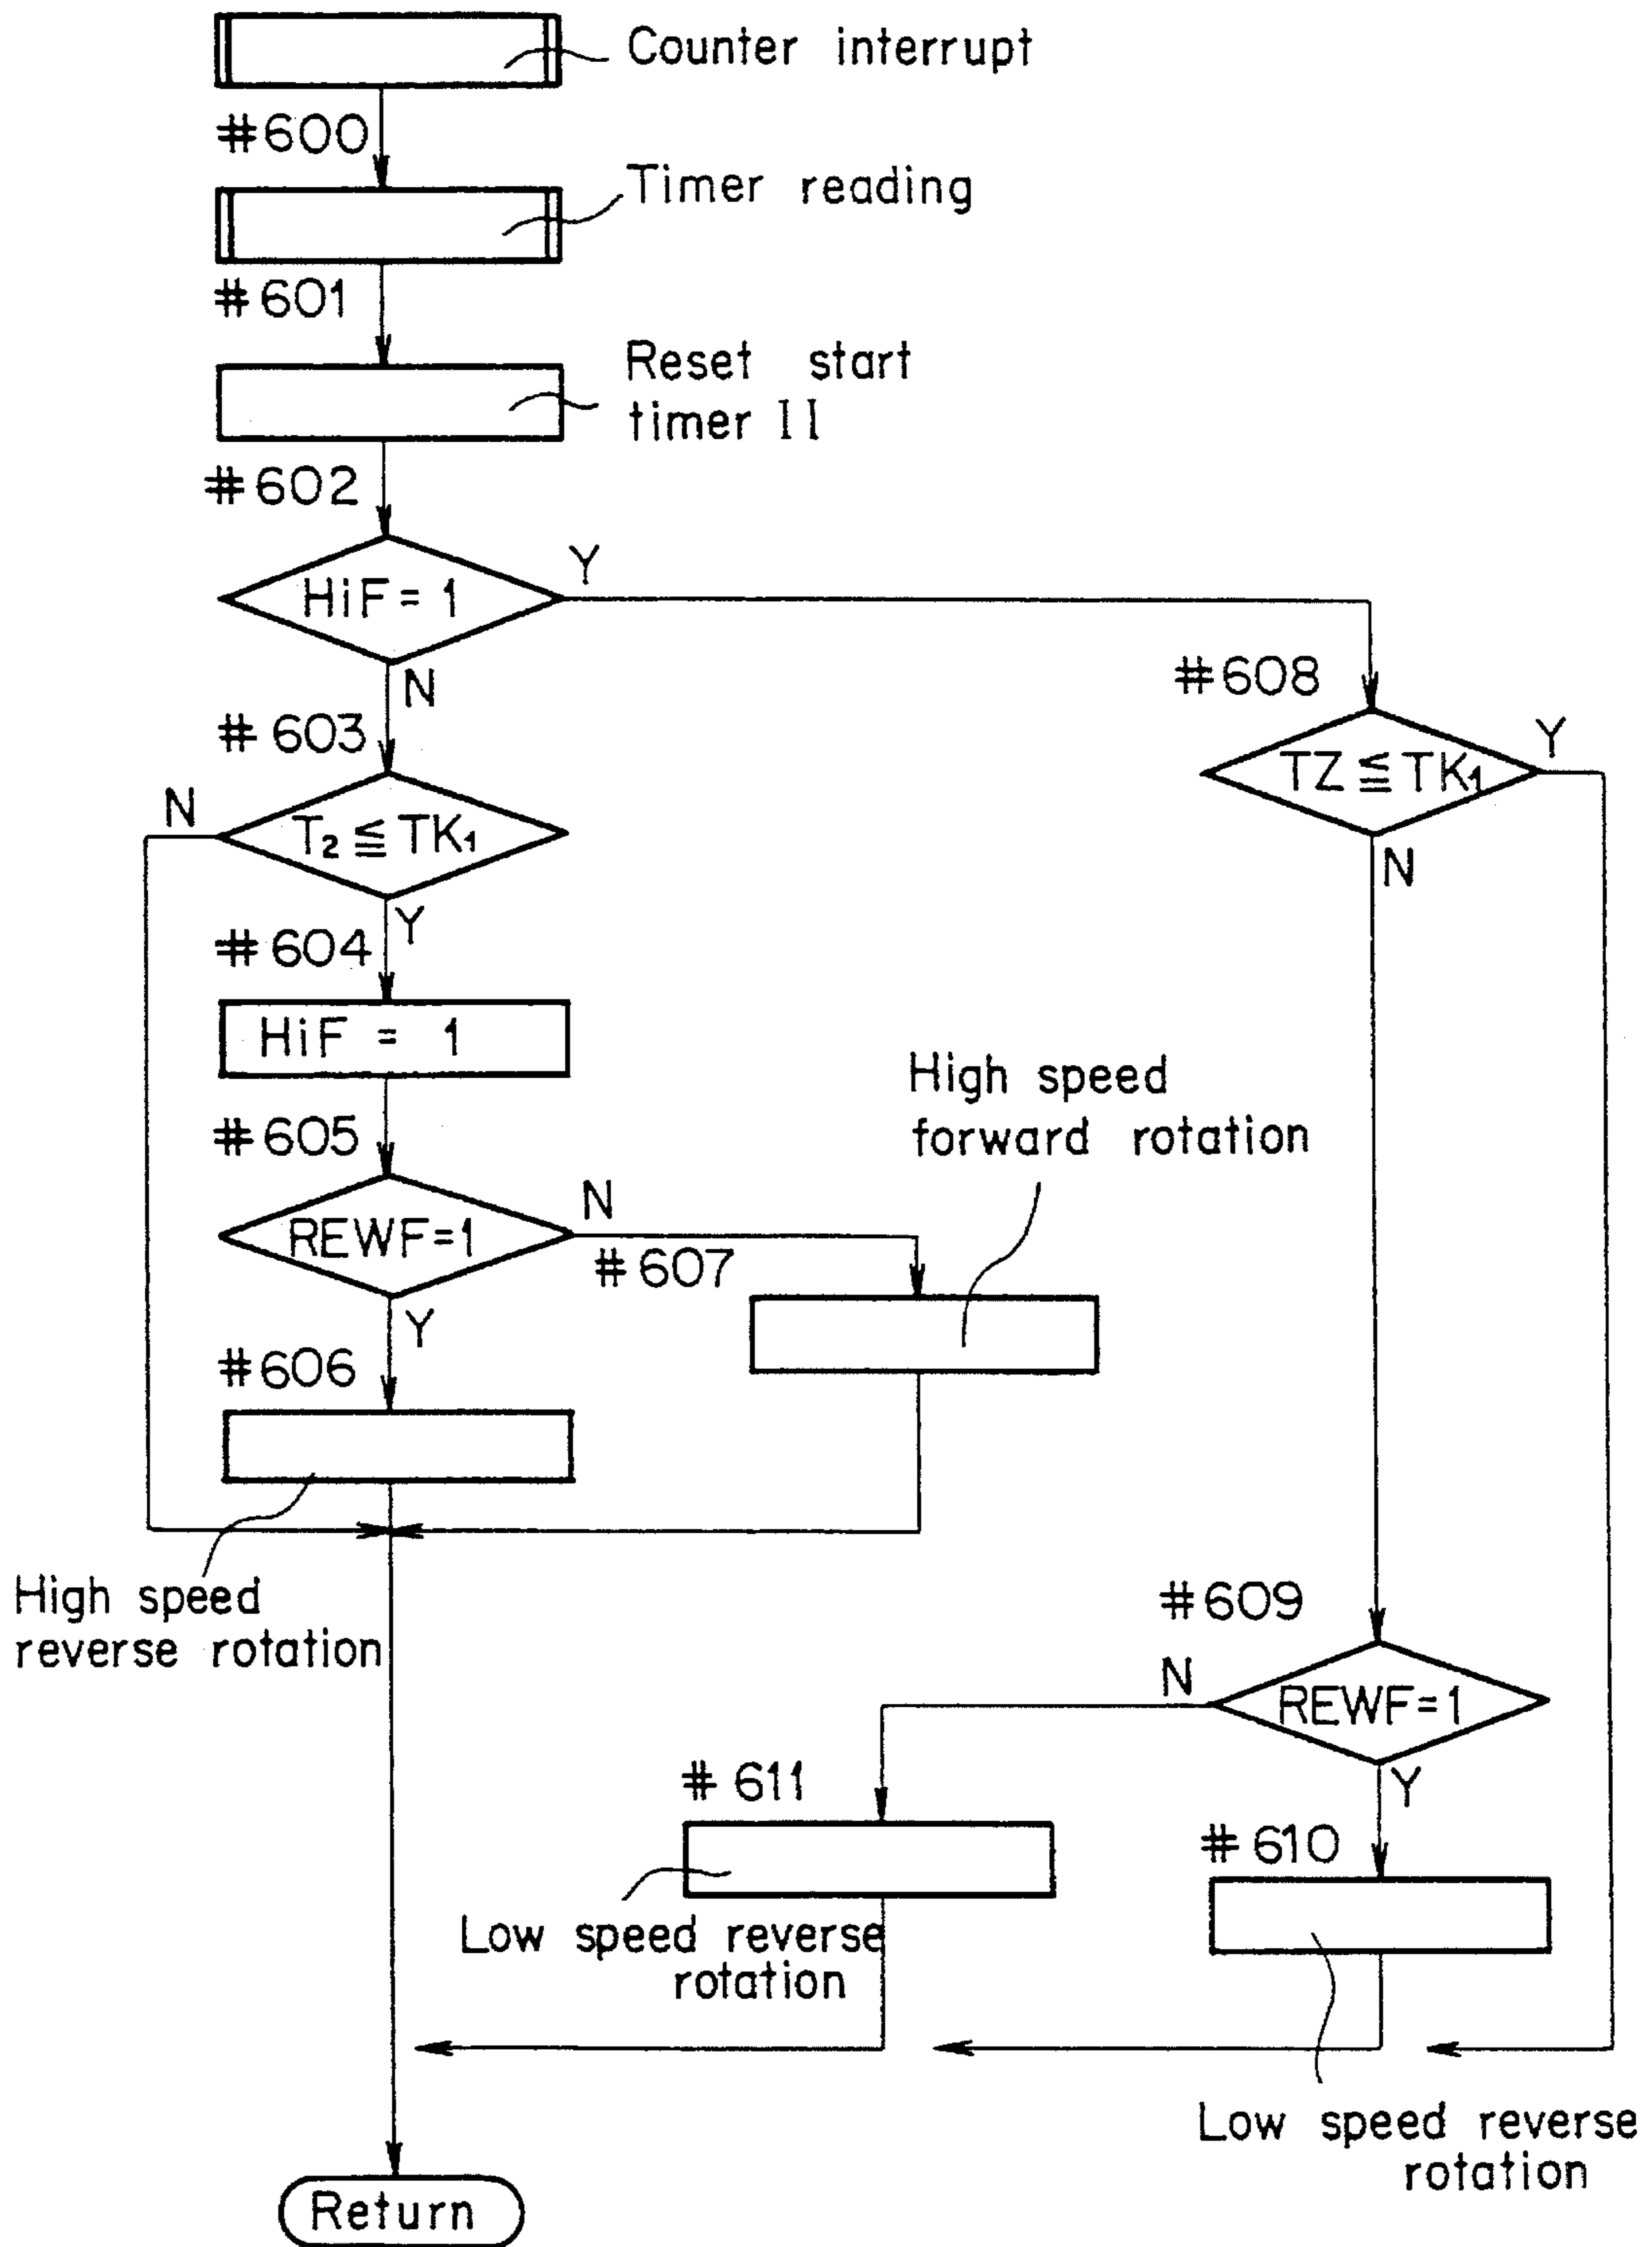 Counter interrupt
#600
Timer reading
#601
Reset start
timer II
#602
HiF = 1
Y
N
#608
#603
TZ ≦ TK1
Y
N
N
T2 ≦ TK1
Y
#604
HiF = 1
High speed
forward rotation
#605
REWF=1
N
#607
Y
#606
High speed
reverse rotation
#609
N
REWF=1
Y
#611
#610
Low speed reverse
rotation
Low speed reverse
rotation
Return